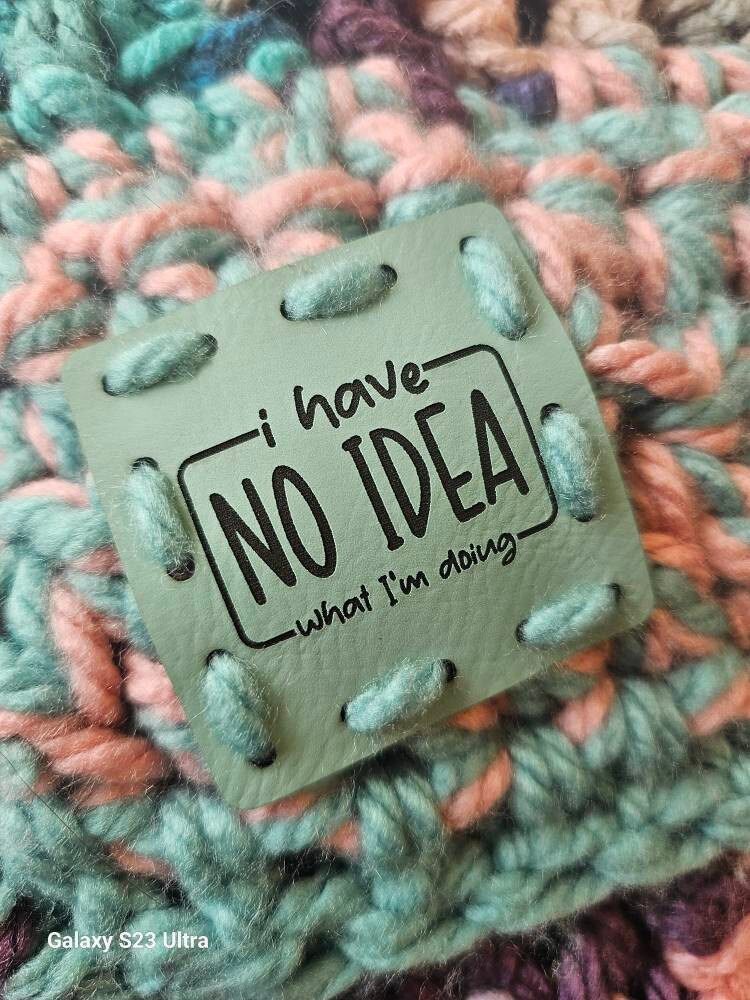 i have
NO IDEA
what I'm doing
Galaxy S23 Ultra